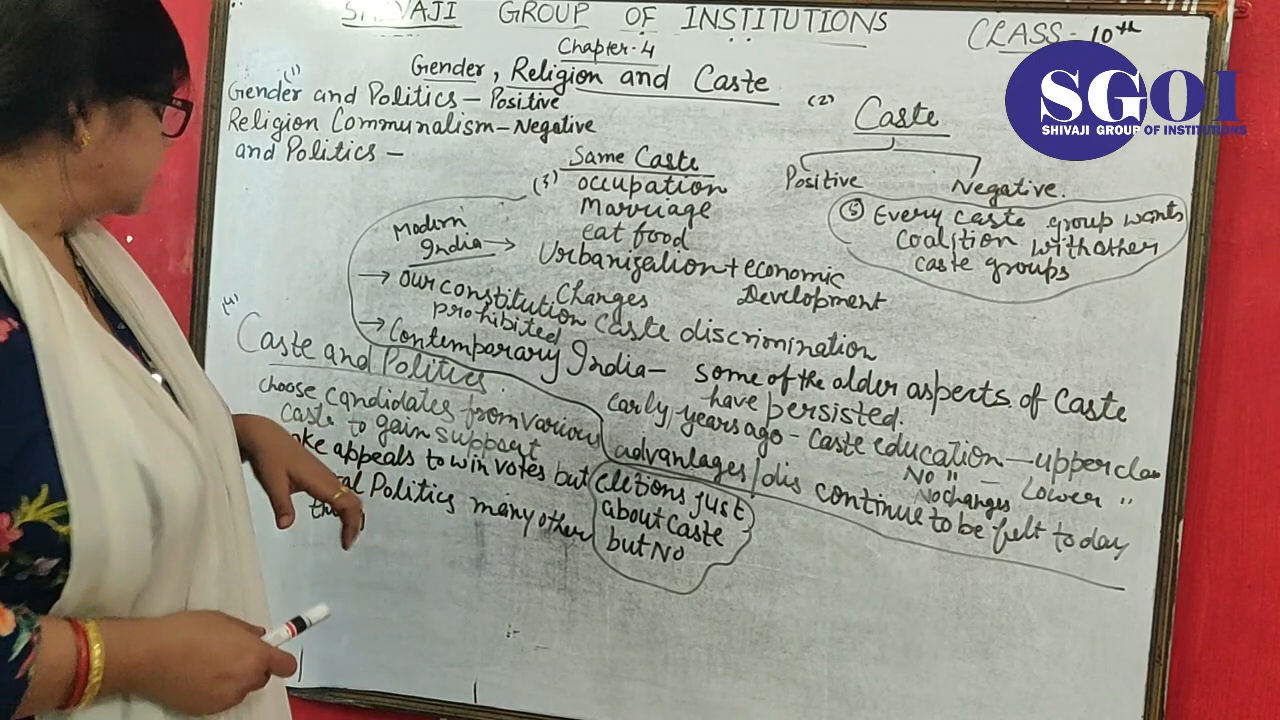 SHIVAJI GROUP OF INSTITUTIONS
CLASS - 10th
Chapter-4
Gender, Religion and Caste
(1)
Gender and Politics - Positive
Religion Communalism - Negative
and Politics -
(2) Caste
Positive Negative.
(5) Every caste group wants
coalition with other
caste groups
Same Caste
(3) occupation
Marriage
eat food
Modern
India → Urbanization + economic
Changes Development
→ our constitution caste discrimination
prohibited
→ Contemporary India - some of the older aspects of Caste
have persisted.
early years ago - Caste education - upper clas
No " - Lower "
No changes
advantages/dis continue to be felt today
(4)
Caste and Politics.
choose candidates from various
caste to gain support
appeals to win votes but
Politics many other
eletions just
about caste
but No
SGOI
SHIVAJI GROUP OF INSTITUTIONS